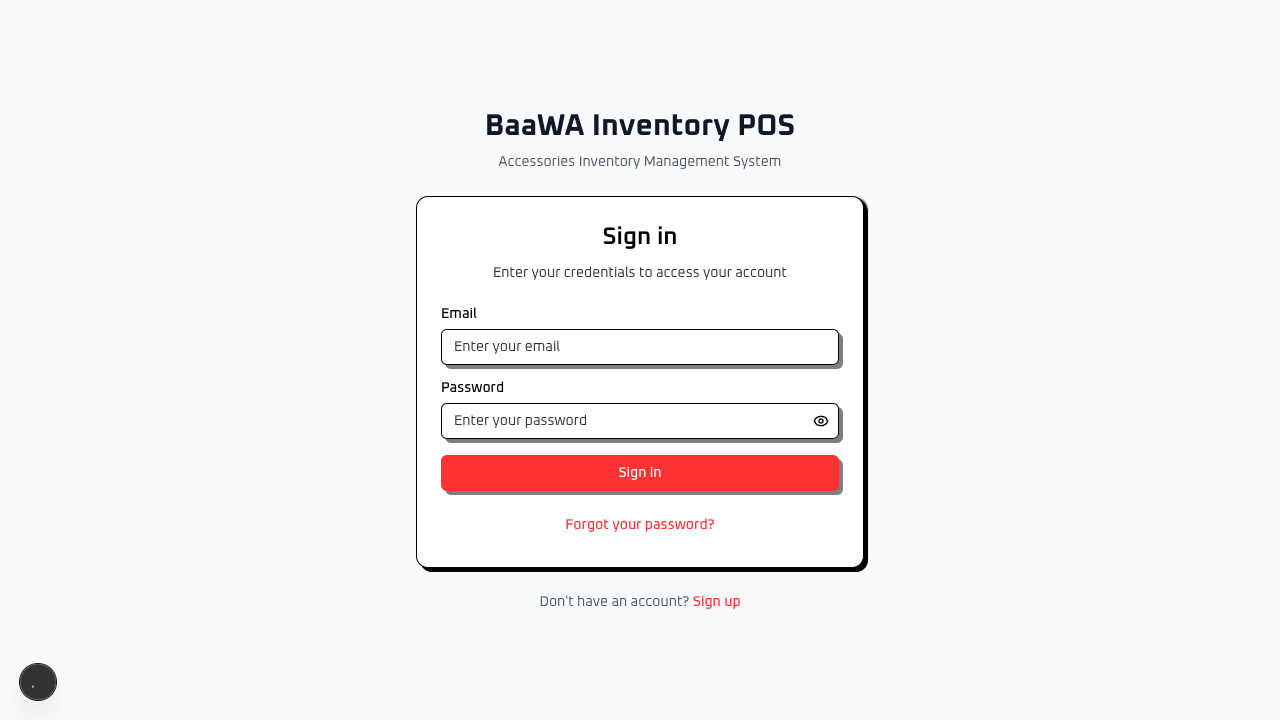 BaaWA Inventory POS
Accessories Inventory Management System
Sign in
Enter your credentials to access your account
Email
Enter your email
Password
Enter your password
Sign in
Forgot your password?
Don't have an account? Sign up